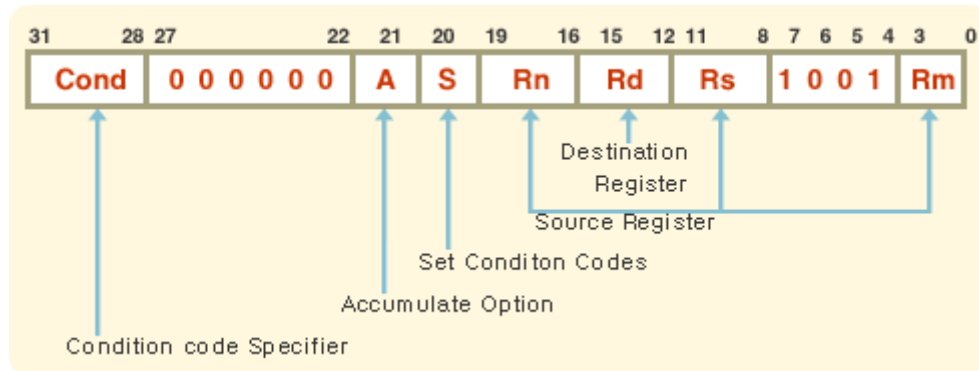 31 28 27 22 21 20 19 16 15 12 11 8 7 6 5 4 3 0
Cond 0 0 0 0 0 0 A S Rn Rd Rs 1 0 0 1 Rm
Destination
Register
Source Register
Set Conditon Codes
Accumulate Option
Condition code Specifier